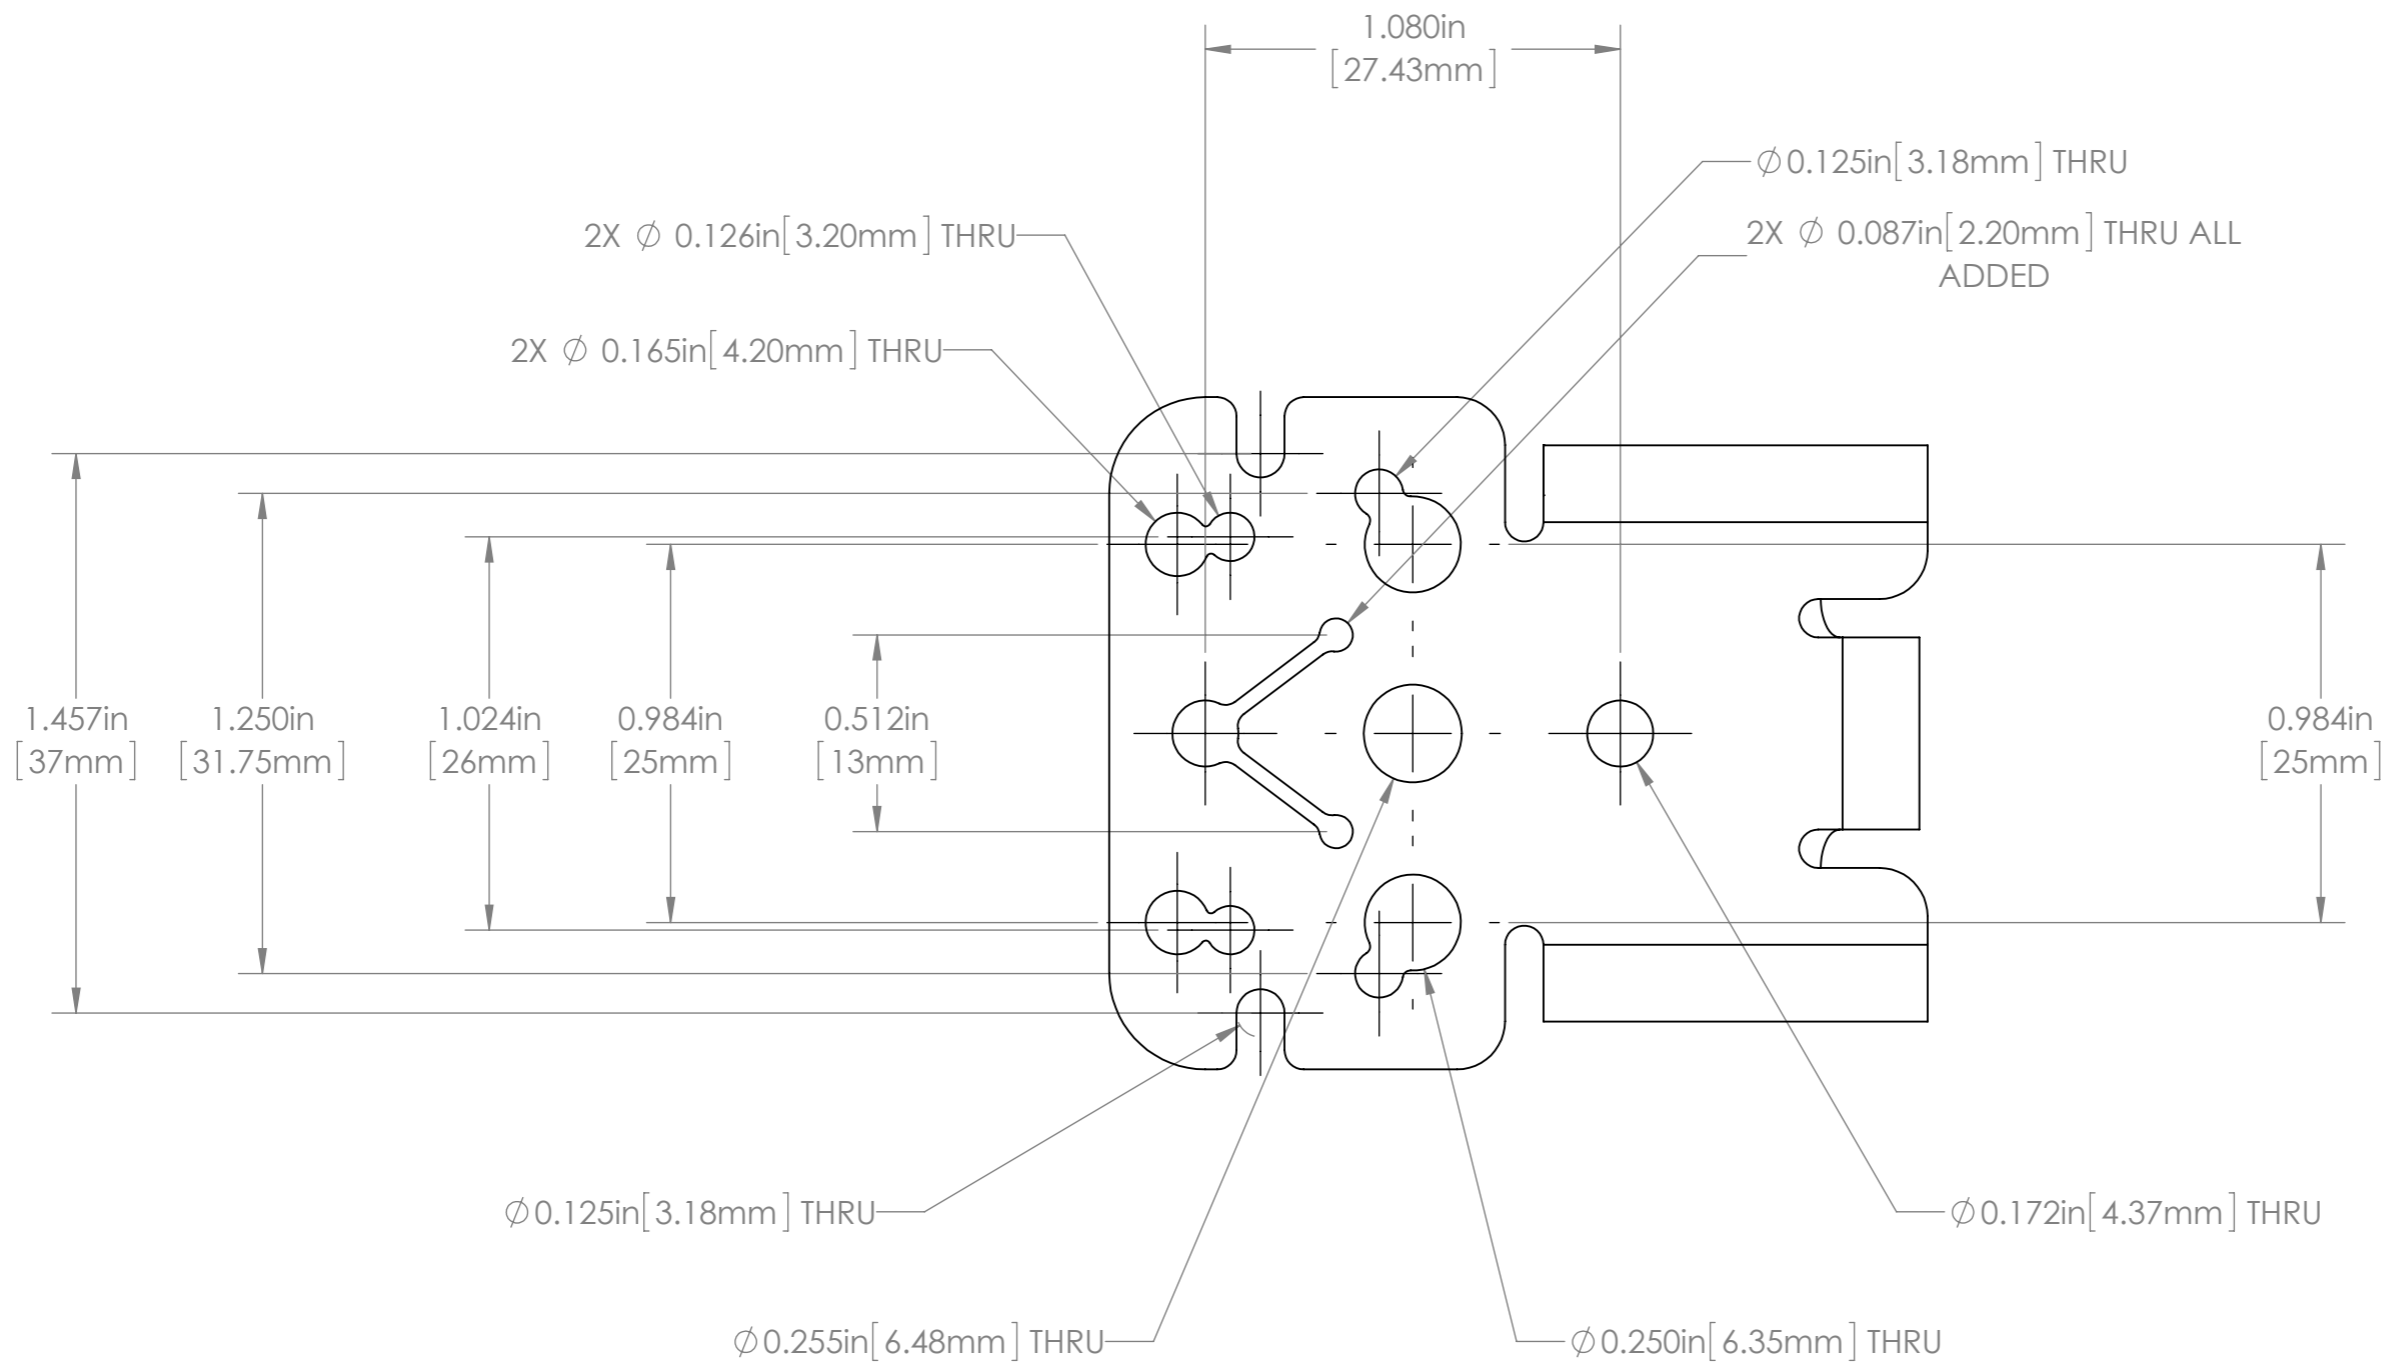 1.080in
[27.43mm]
∅0.125in[3.18mm] THRU
2X ∅ 0.126in[3.20mm] THRU
2X ∅ 0.087in[2.20mm] THRU ALL
ADDED
2X ∅ 0.165in[4.20mm] THRU
1.457in
[37mm]
1.250in
[31.75mm]
1.024in
[26mm]
0.984in
[25mm]
0.512in
[13mm]
0.984in
[25mm]
∅0.125in[3.18mm] THRU
∅0.172in[4.37mm] THRU
∅0.255in[6.48mm] THRU
∅0.250in[6.35mm] THRU